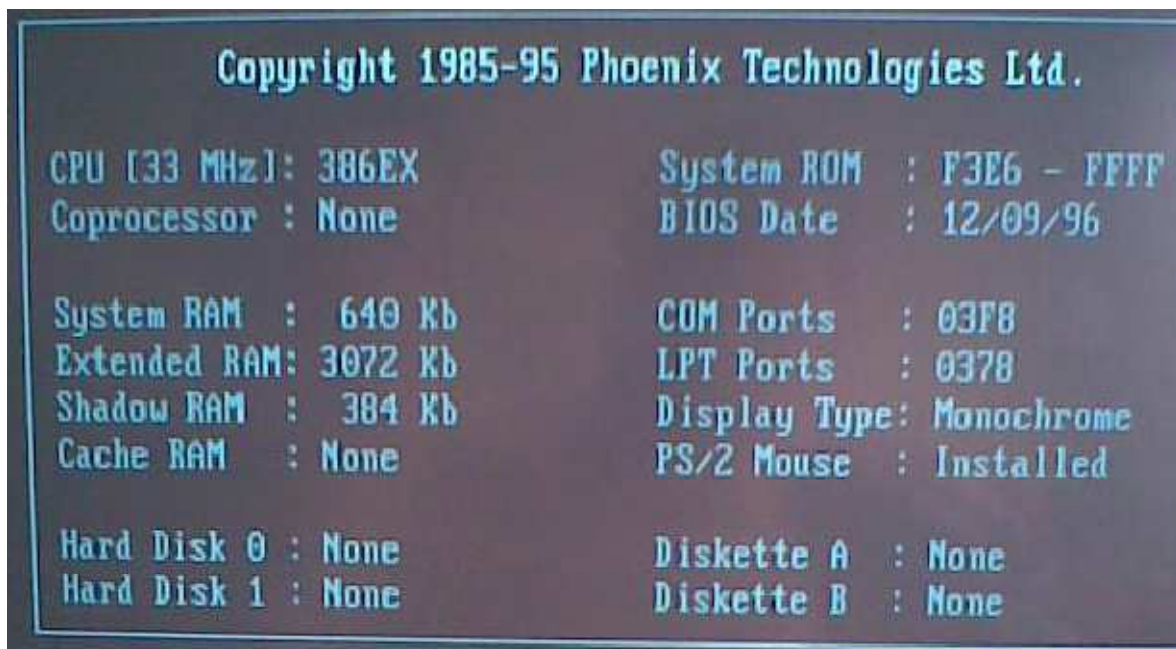 Copyright 1985-95 Phoenix Technologies Ltd.
CPU [33 MHz]: 386EX System ROM : F3E6 - FFFF
Coprocessor : None BIOS Date : 12/09/96
System RAM : 640 Kb COM Ports : 03F8
Extended RAM: 3072 Kb LPT Ports : 0378
Shadow RAM : 384 Kb Display Type: Monochrome
Cache RAM : None PS/2 Mouse : Installed
Hard Disk 0 : None Diskette A : None
Hard Disk 1 : None Diskette B : None